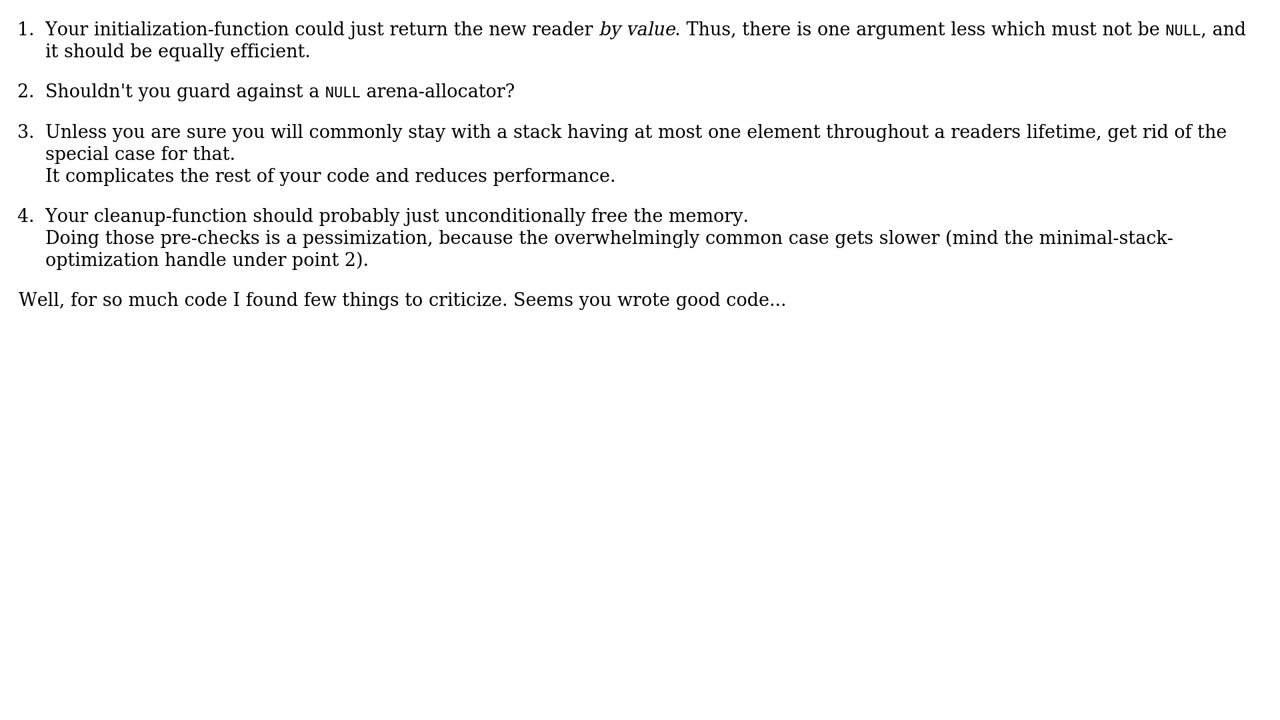 1. Your initialization-function could just return the new reader by value. Thus, there is one argument less which must not be NULL, and
it should be equally efficient.
2. Shouldn't you guard against a NULL arena-allocator?
3. Unless you are sure you will commonly stay with a stack having at most one element throughout a readers lifetime, get rid of the
special case for that.
It complicates the rest of your code and reduces performance.
4. Your cleanup-function should probably just unconditionally free the memory.
Doing those pre-checks is a pessimization, because the overwhelmingly common case gets slower (mind the minimal-stack-
optimization handle under point 2).
Well, for so much code I found few things to criticize. Seems you wrote good code...